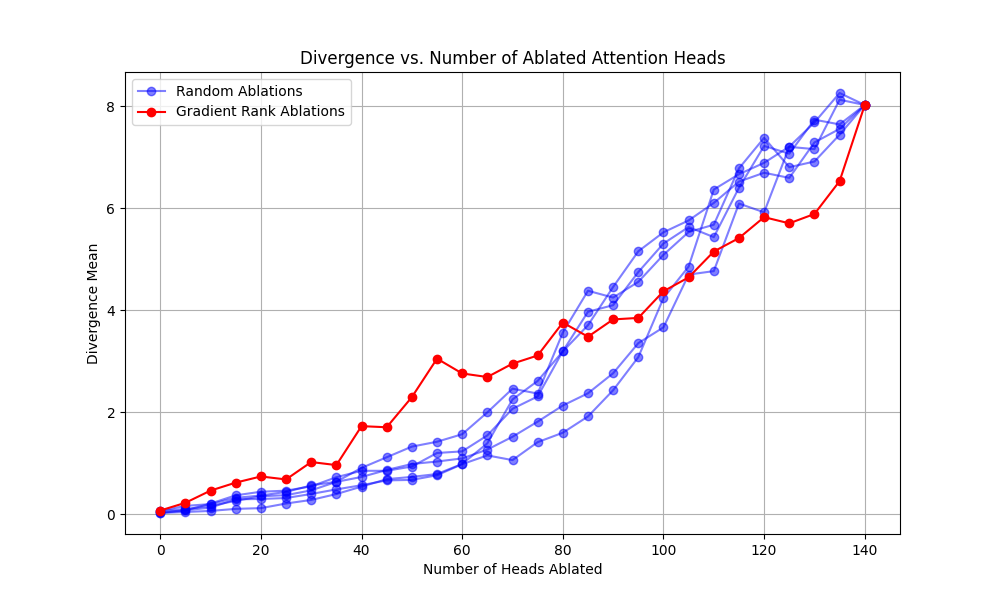 Divergence vs. Number of Ablated Attention Heads
Random Ablations
Gradient Rank Ablations
Divergence Mean
8
6
4
2
0
0 20 40 60 80 100 120 140
Number of Heads Ablated